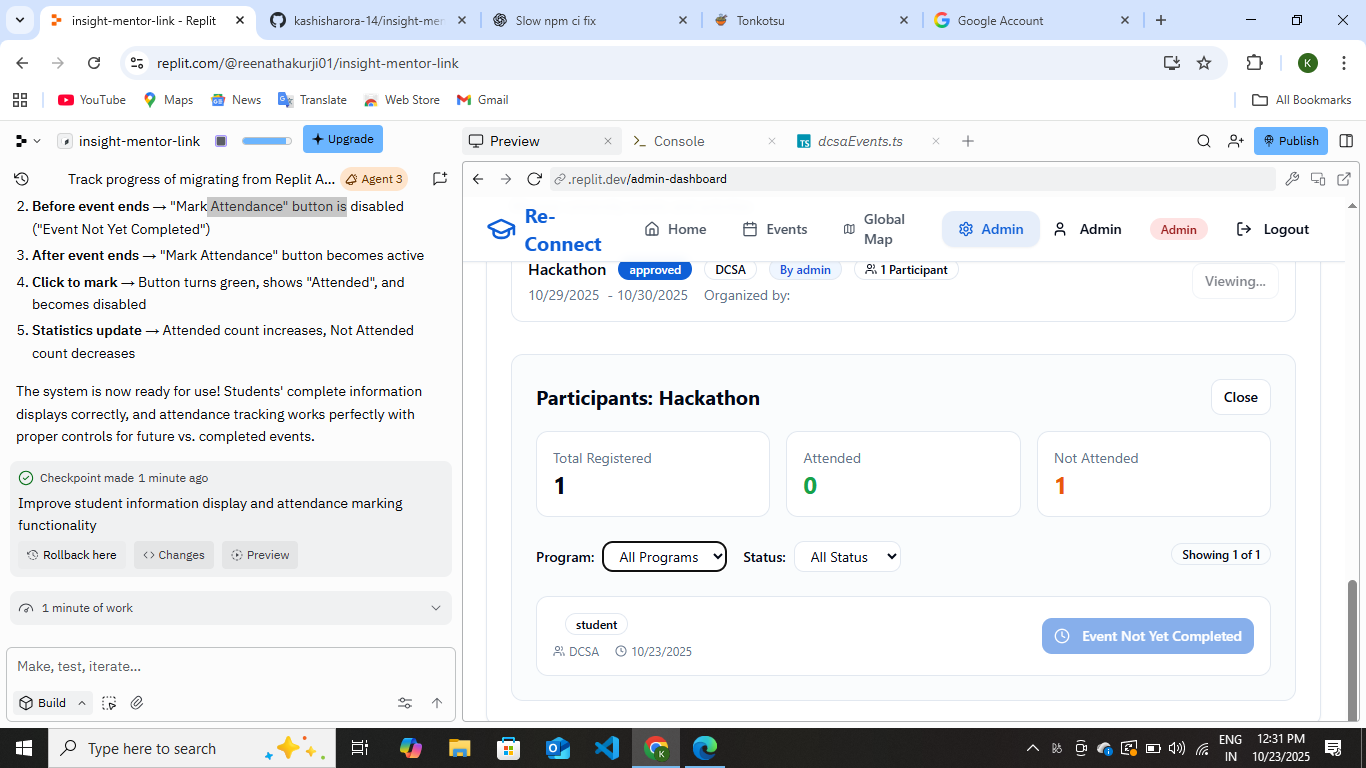 insight-mentor-link - Replit
kashisharora-14/insight-mer
Slow npm ci fix
Tonkotsu
Google Account
replit.com/@reenathakurji01/insight-mentor-link
K
YouTube
Maps
News
Translate
Web Store
Gmail
All Bookmarks
insight-mentor-link
Upgrade
Preview
Console
dcsaEvents.ts
Publish
Track progress of migrating from Replit A...
Agent 3
2. Before event ends → "Mark Attendance" button is disabled
("Event Not Yet Completed")
3. After event ends → "Mark Attendance" button becomes active
4. Click to mark → Button turns green, shows "Attended", and
becomes disabled
5. Statistics update → Attended count increases, Not Attended
count decreases
The system is now ready for use! Students' complete information
displays correctly, and attendance tracking works perfectly with
proper controls for future vs. completed events.
Checkpoint made 1 minute ago
Improve student information display and attendance marking
functionality
Rollback here
Changes
Preview
1 minute of work
Make, test, iterate...
Build
.replit.dev/admin-dashboard
Re-
Connect
Home
Events
Global
Map
Admin
Admin
Admin
Logout
Hackathon
approved
DCSA
By admin
1 Participant
10/29/2025 - 10/30/2025
Organized by:
Viewing...
Participants: Hackathon
Close
Total Registered
1
Attended
0
Not Attended
1
Program:
All Programs
Status:
All Status
Showing 1 of 1
student
DCSA
10/23/2025
Event Not Yet Completed
Type here to search
ENG
IN
12:31 PM
10/23/2025